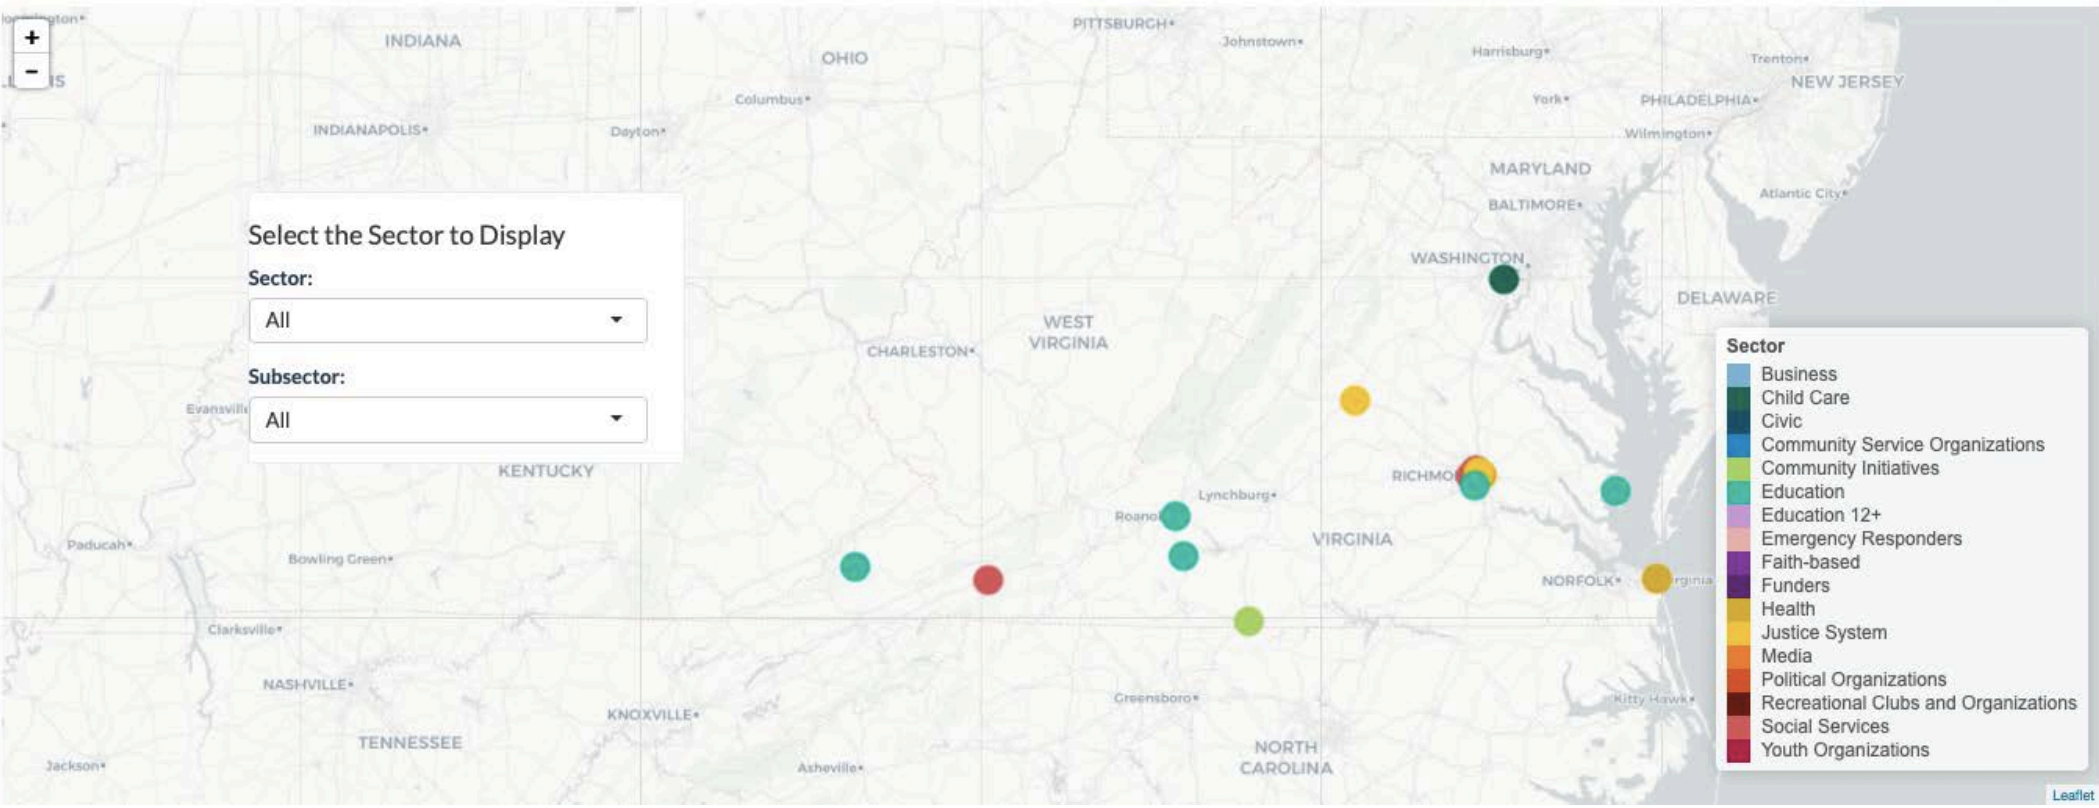 +
−
INDIANA
OHIO
PITTSBURGH
Johnstown
Harrisburg
Trenton
NEW JERSEY
Columbus
York
PHILADELPHIA
INDIANAPOLIS
Dayton
Wilmington
MARYLAND
Atlantic City
BALTIMORE
Select the Sector to Display
WASHINGTON
Sector:
All
DELAWARE
WEST
VIRGINIA
CHARLESTON
Subsector:
All
Evansvill
KENTUCKY
RICHMO
Lynchburg
Roano
VIRGINIA
Paducah
Bowling Green
NORFOLK
rginia
Clarksville
NASHVILLE
Greensboro
Kitty Hawk
KNOXVILLE
TENNESSEE
NORTH
CAROLINA
Jackson
Asheville
Sector
Business
Child Care
Civic
Community Service Organizations
Community Initiatives
Education
Education 12+
Emergency Responders
Faith-based
Funders
Health
Justice System
Media
Political Organizations
Recreational Clubs and Organizations
Social Services
Youth Organizations
Leaflet